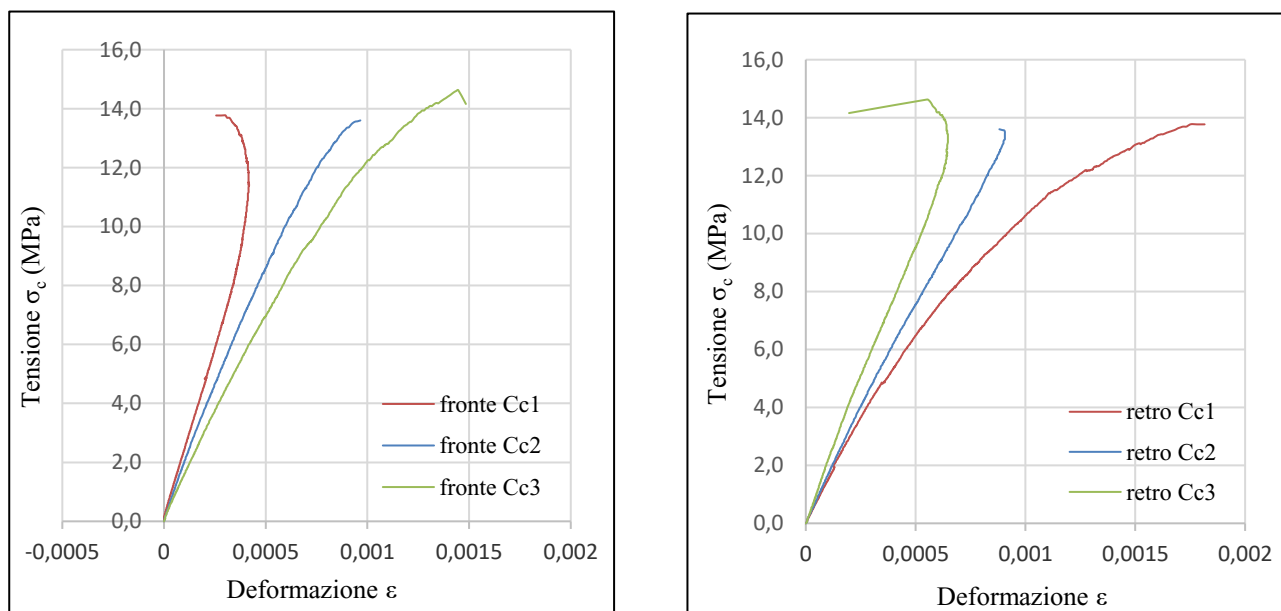 16,0
14,0
12,0
10,0
8,0
6,0
4,0
2,0
0,0
-0,0005
0
0,0005
0,001
0,0015
0,002
Tensione σc (MPa)
Deformazione ε
fronte Cc1
fronte Cc2
fronte Cc3
16,0
14,0
12,0
10,0
8,0
6,0
4,0
2,0
0,0
0
0,0005
0,001
0,0015
0,002
Tensione σc (MPa)
Deformazione ε
retro Cc1
retro Cc2
retro Cc3